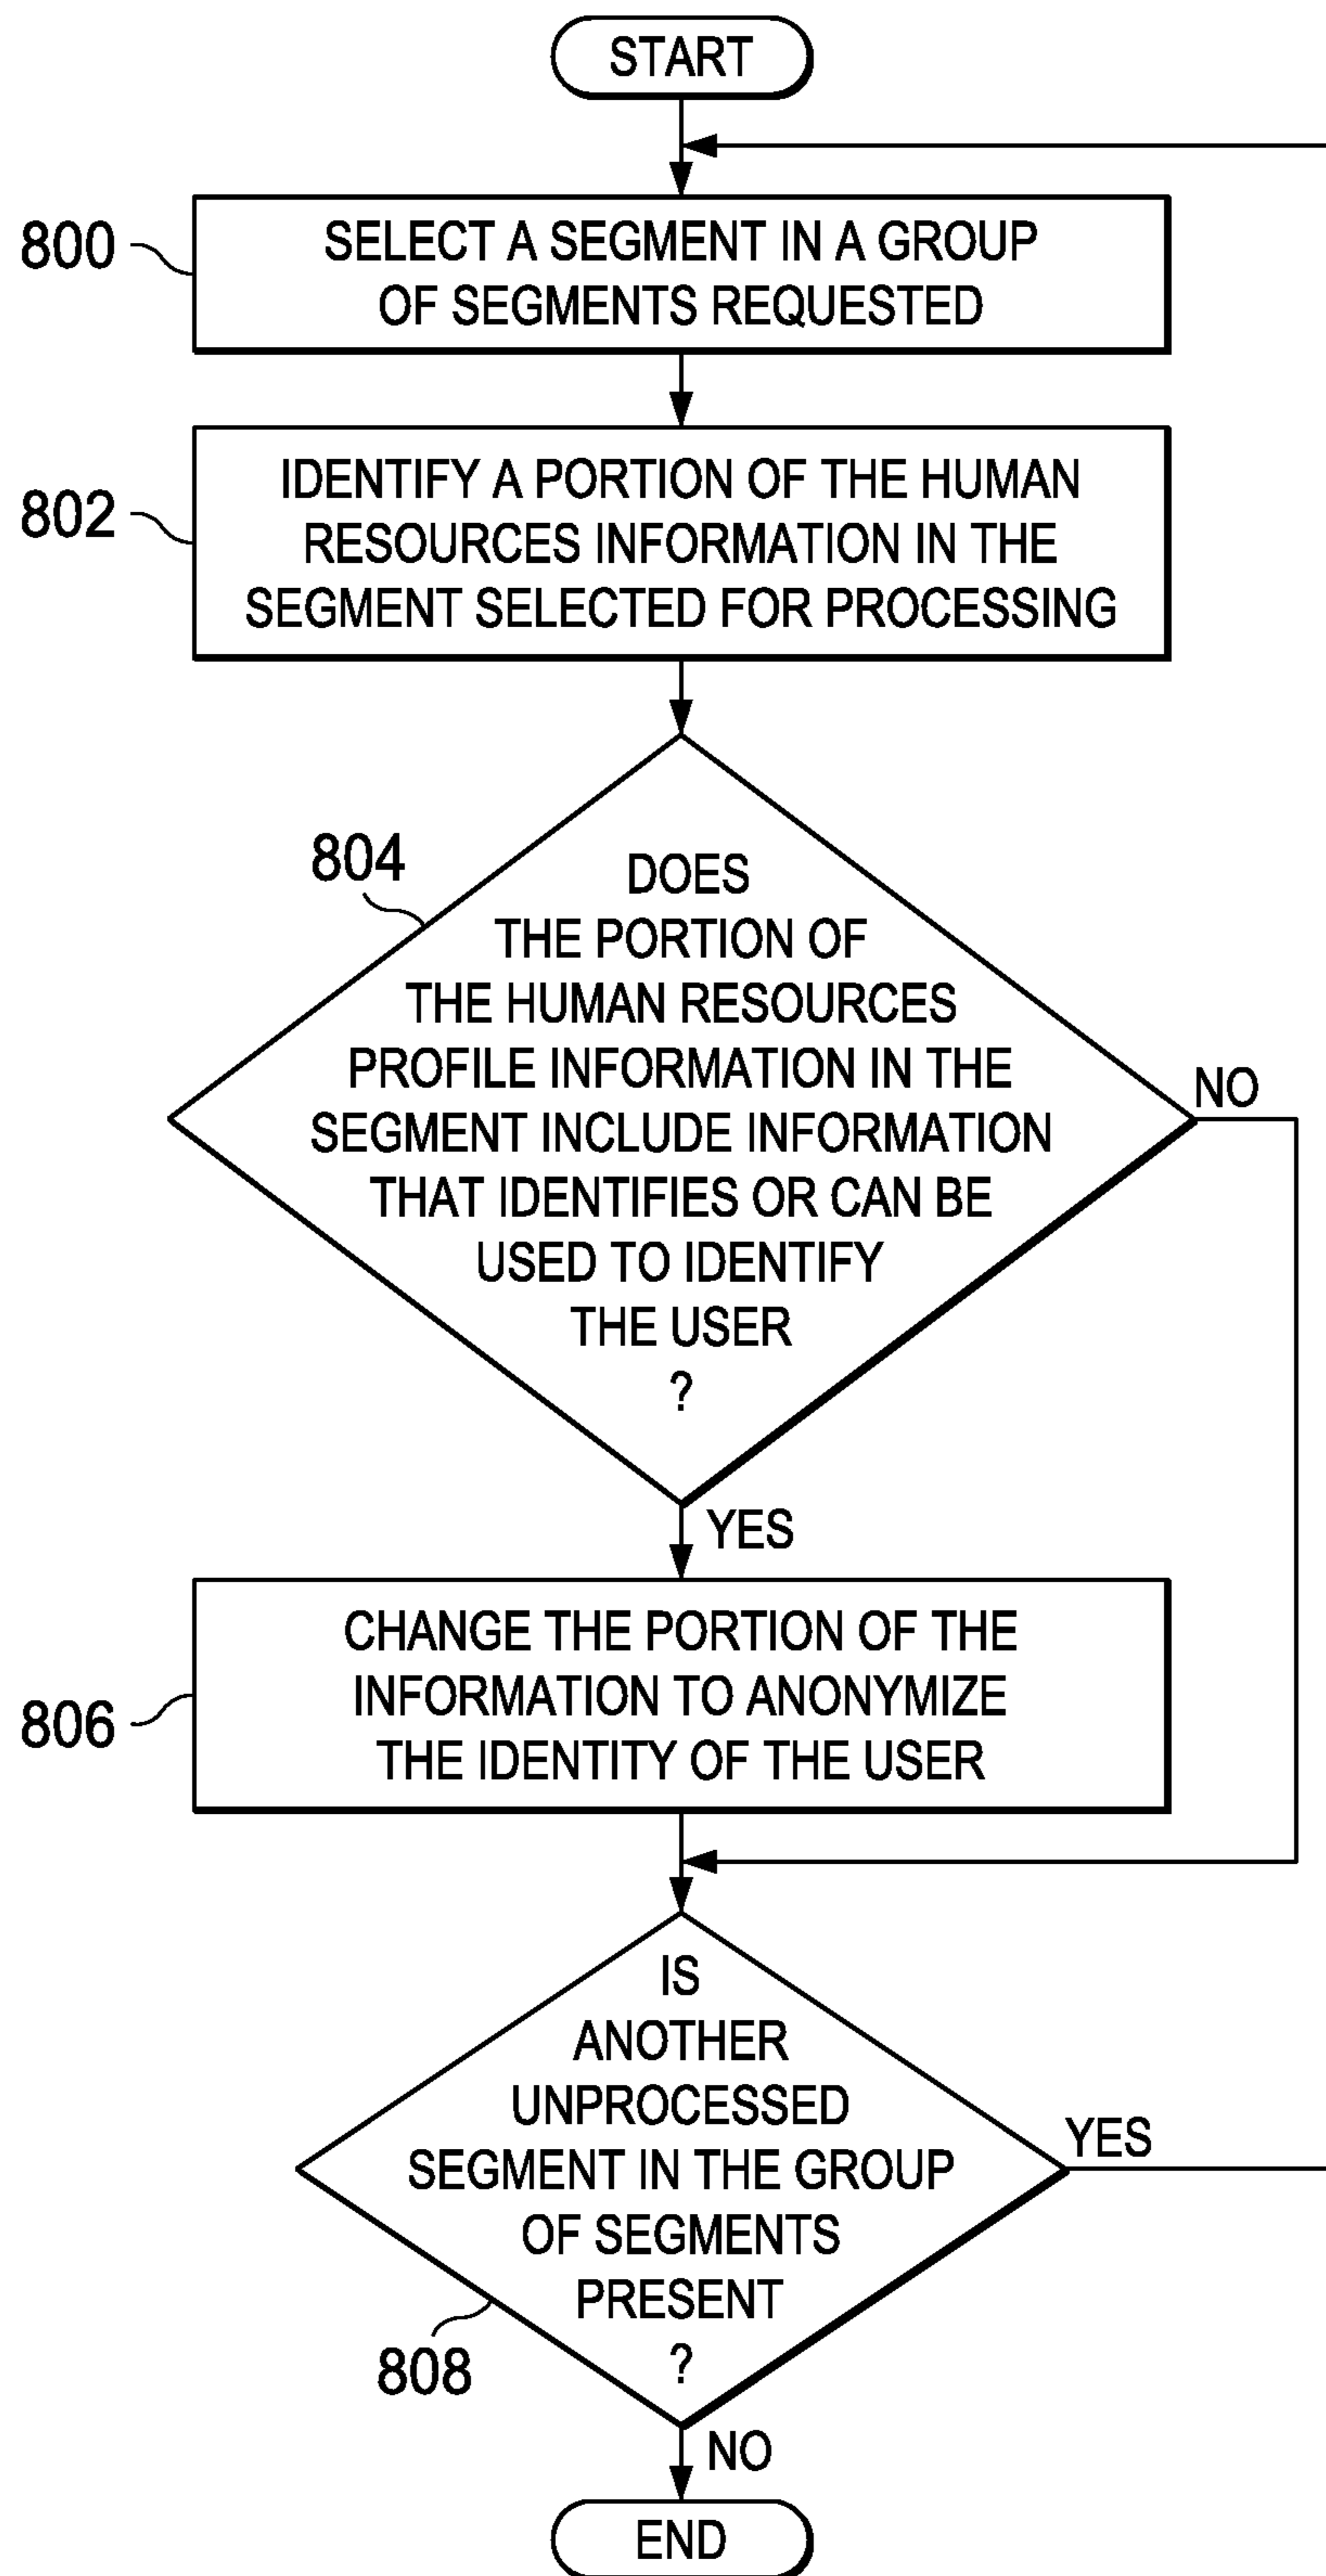 START
800
SELECT A SEGMENT IN A GROUP
OF SEGMENTS REQUESTED
802
IDENTIFY A PORTION OF THE HUMAN
RESOURCES INFORMATION IN THE
SEGMENT SELECTED FOR PROCESSING
804
DOES
THE PORTION OF
THE HUMAN RESOURCES
PROFILE INFORMATION IN THE
SEGMENT INCLUDE INFORMATION
THAT IDENTIFIES OR CAN BE
USED TO IDENTIFY
THE USER
?
NO
YES
806
CHANGE THE PORTION OF THE
INFORMATION TO ANONYMIZE
THE IDENTITY OF THE USER
IS
ANOTHER
UNPROCESSED
SEGMENT IN THE GROUP
OF SEGMENTS
PRESENT
?
YES
808
NO
END